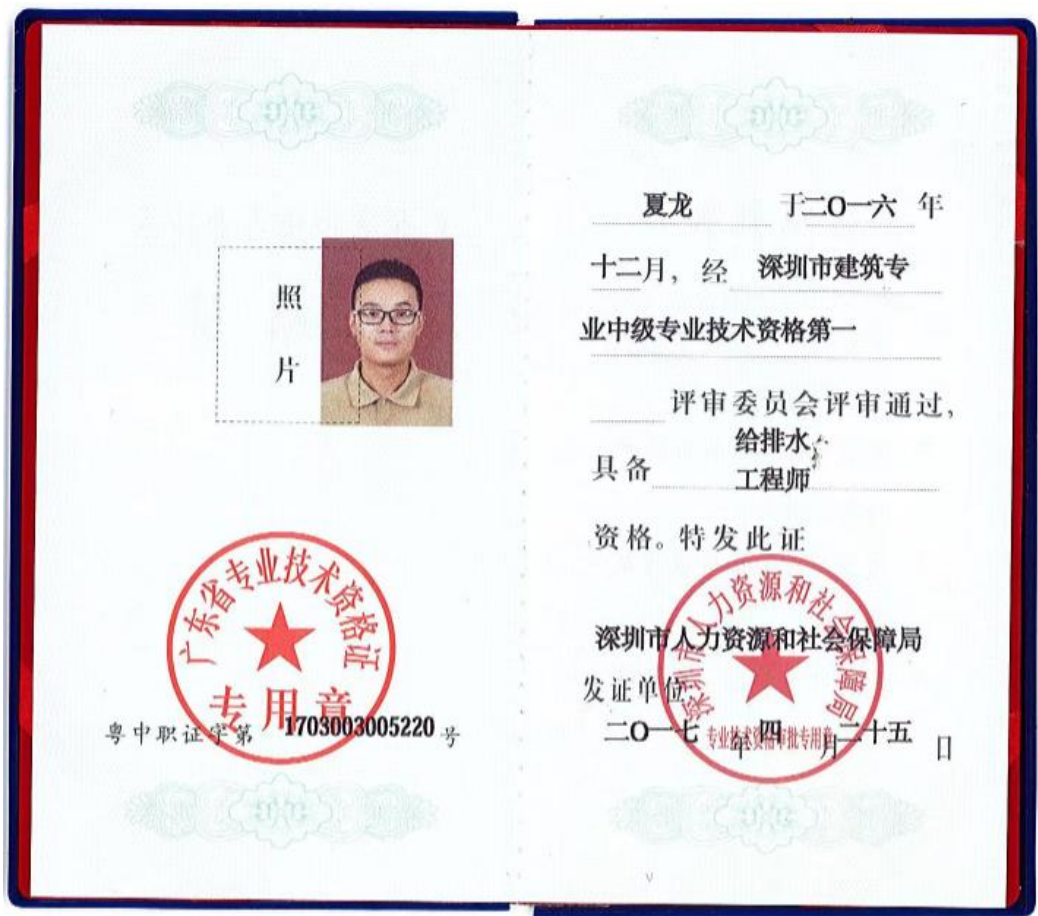 照
片
广东省专业技术资格证
专用章
粤中职证字第 1703003005220 号
夏龙 于二O一六 年
十二月，经 深圳市建筑专
业中级专业技术资格第一
评审委员会评审通过，
给排水
具备
工程师
资格。特发此证
深圳市人力资源和社会保障局
深圳市人力资源和社会保障局
发证单位
专业技术资格审批专用章
二O一七 年 四 月 二十五 日